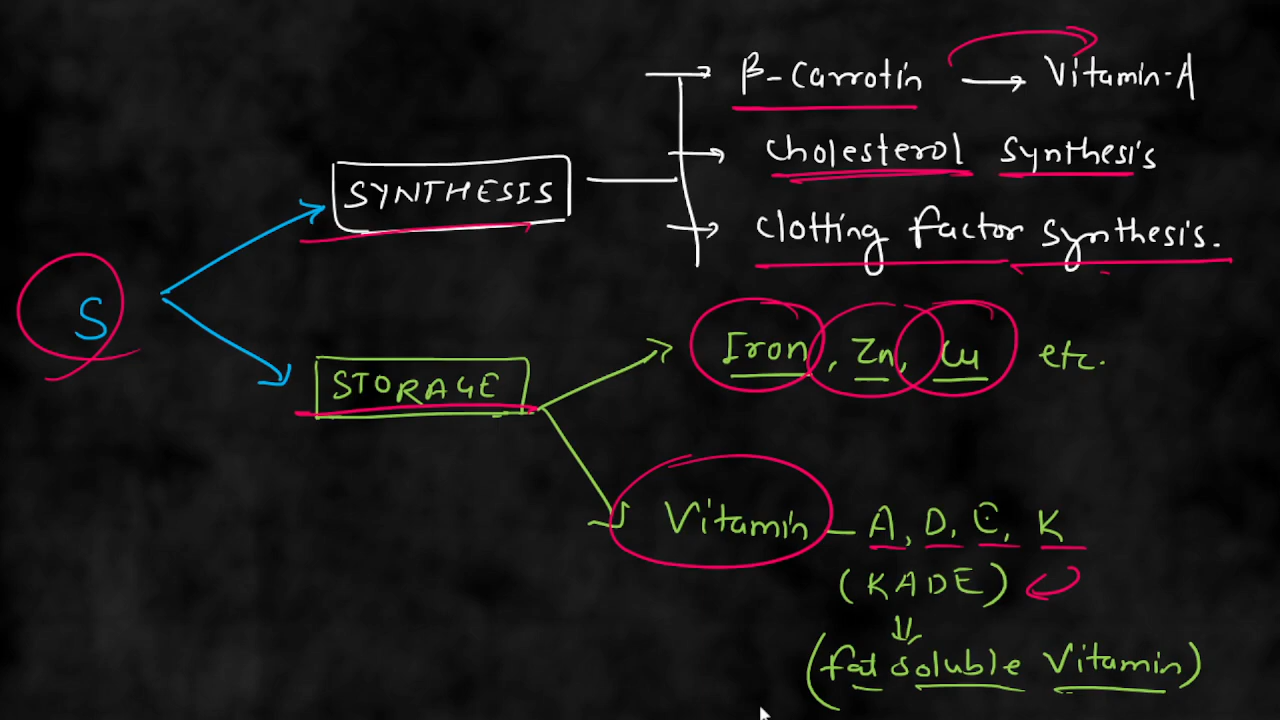 β-Carrotin → Vitamin-A
Cholesterol Synthesis
SYNTHESIS
Clotting factor Synthesis.
S
Iron, Zn, Cu etc.
STORAGE
Vitamin - A, D, E, K
(KADE)
(fat soluble Vitamin)